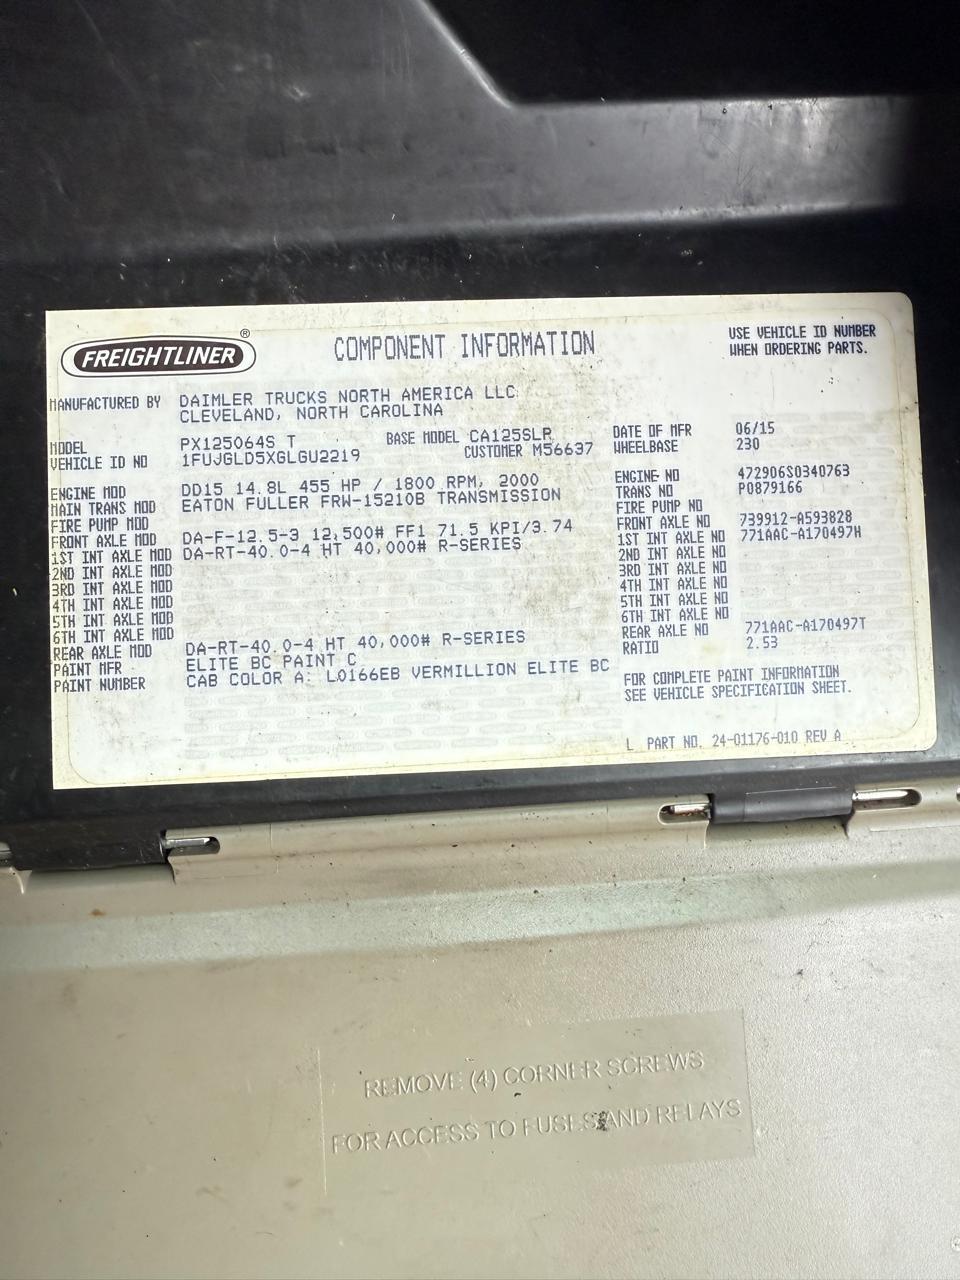 FREIGHTLINER ®
COMPONENT INFORMATION
USE VEHICLE ID NUMBER
WHEN ORDERING PARTS.
MANUFACTURED BY DAIMLER TRUCKS NORTH AMERICA LLC
CLEVELAND, NORTH CAROLINA
MODEL PX125064S T BASE MODEL CA125SLP DATE OF MFR 06/15
VEHICLE ID NO 1FUJGLD5XGLGU2219 CUSTOMER M56637 WHEELBASE 230
ENGINE MOD DD15 14.8L 455 HP / 1800 RPM, 2000 ENGINE NO 472906S0340763
MAIN TRANS MOD EATON FULLER FRW-15210B TRANSMISSION TRANS NO P0879166
FIRE PUMP MOD FIRE PUMP NO
FRONT AXLE MOD DA-F-12.5-3 12,500# FF1 71.5 KPI/3.74 FRONT AXLE NO 739912-A593828
1ST INT AXLE MOD DA-RT-40.0-4 HT 40,000# R-SERIES 1ST INT AXLE NO 771AAC-A170497H
2ND INT AXLE MOD 2ND INT AXLE NO
3RD INT AXLE MOD 3RD INT AXLE NO
4TH INT AXLE MOD 4TH INT AXLE NO
5TH INT AXLE MOD 5TH INT AXLE NO
6TH INT AXLE MOD 6TH INT AXLE NO
REAR AXLE MOD DA-RT-40.0-4 HT 40,000# R-SERIES REAR AXLE NO 771AAC-A170497T
PAINT MFR ELITE BC PAINT C RATIO 2.53
PAINT NUMBER CAB COLOR A: L0166EB VERMILLION ELITE BC
FOR COMPLETE PAINT INFORMATION
SEE VEHICLE SPECIFICATION SHEET.
L PART NO. 24-01176-010 REV A
REMOVE (4) CORNER SCREWS
FOR ACCESS TO FUSES AND RELAYS